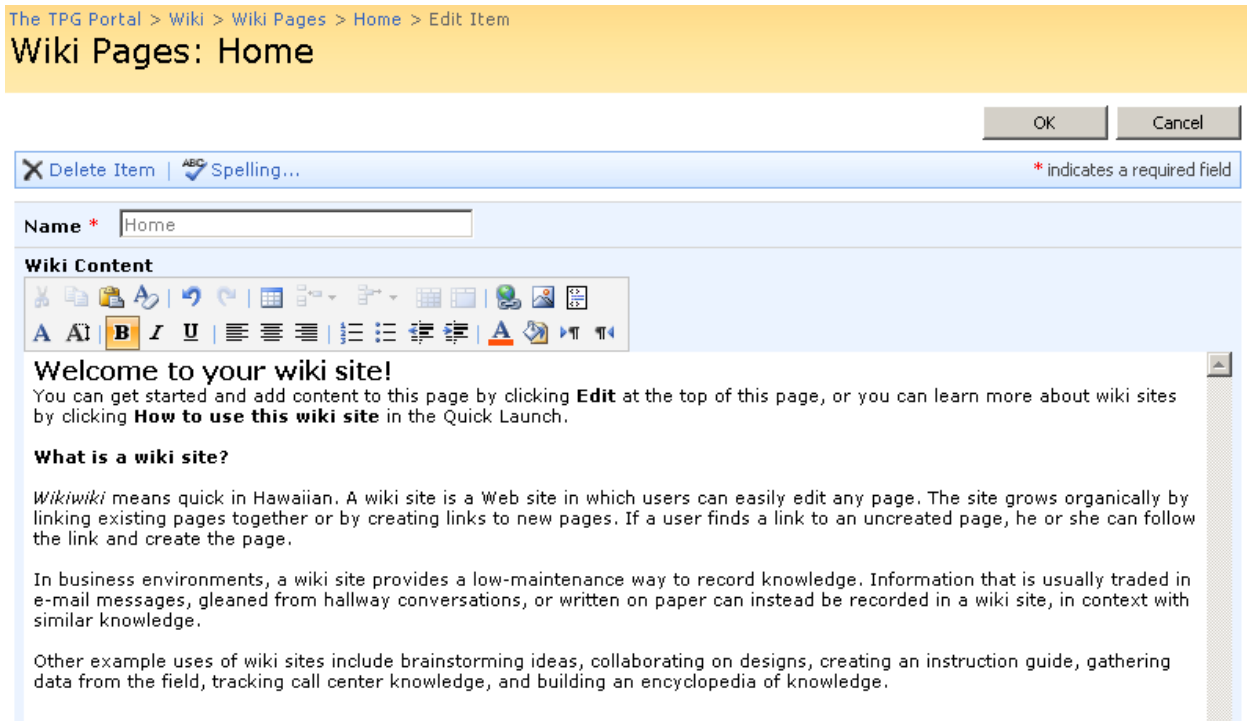 The TPG Portal > Wiki > Wiki Pages > Home > Edit Item
Wiki Pages: Home
OK Cancel
Delete Item | ABC Spelling... * indicates a required field
Name * Home
Wiki Content
A A B I U A
Welcome to your wiki site!
You can get started and add content to this page by clicking Edit at the top of this page, or you can learn more about wiki sites
by clicking How to use this wiki site in the Quick Launch.
What is a wiki site?
Wikiwiki means quick in Hawaiian. A wiki site is a Web site in which users can easily edit any page. The site grows organically by
linking existing pages together or by creating links to new pages. If a user finds a link to an uncreated page, he or she can follow
the link and create the page.
In business environments, a wiki site provides a low-maintenance way to record knowledge. Information that is usually traded in
e-mail messages, gleaned from hallway conversations, or written on paper can instead be recorded in a wiki site, in context with
similar knowledge.
Other example uses of wiki sites include brainstorming ideas, collaborating on designs, creating an instruction guide, gathering
data from the field, tracking call center knowledge, and building an encyclopedia of knowledge.